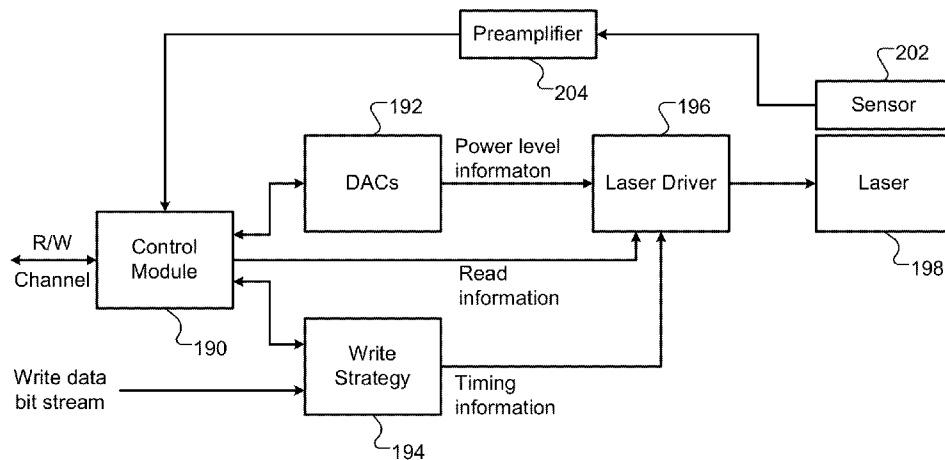 Preamplifier
204
202
Sensor
192
DACs
Power level
informaton
196
Laser Driver
Laser
198
R/W
Channel
Control
Module
190
Read
information
Write data
bit stream
Write
Strategy
194
Timing
information